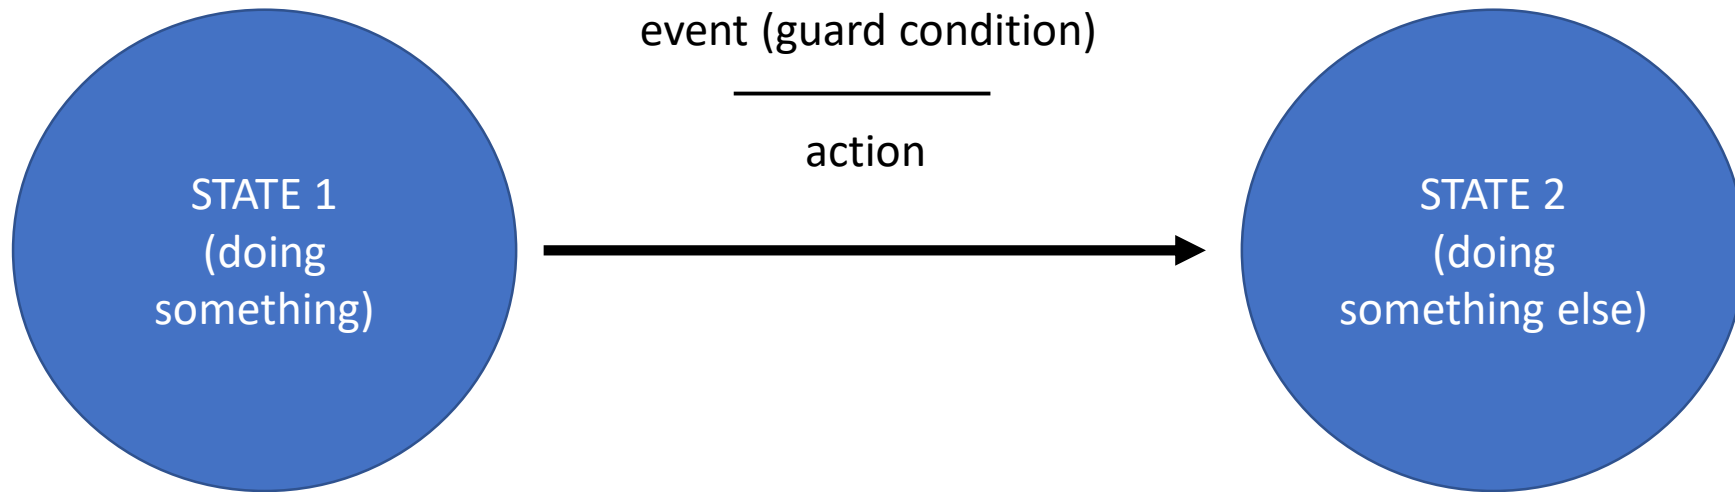 event (guard condition)
action
STATE 1
(doing
something)
STATE 2
(doing
something else)